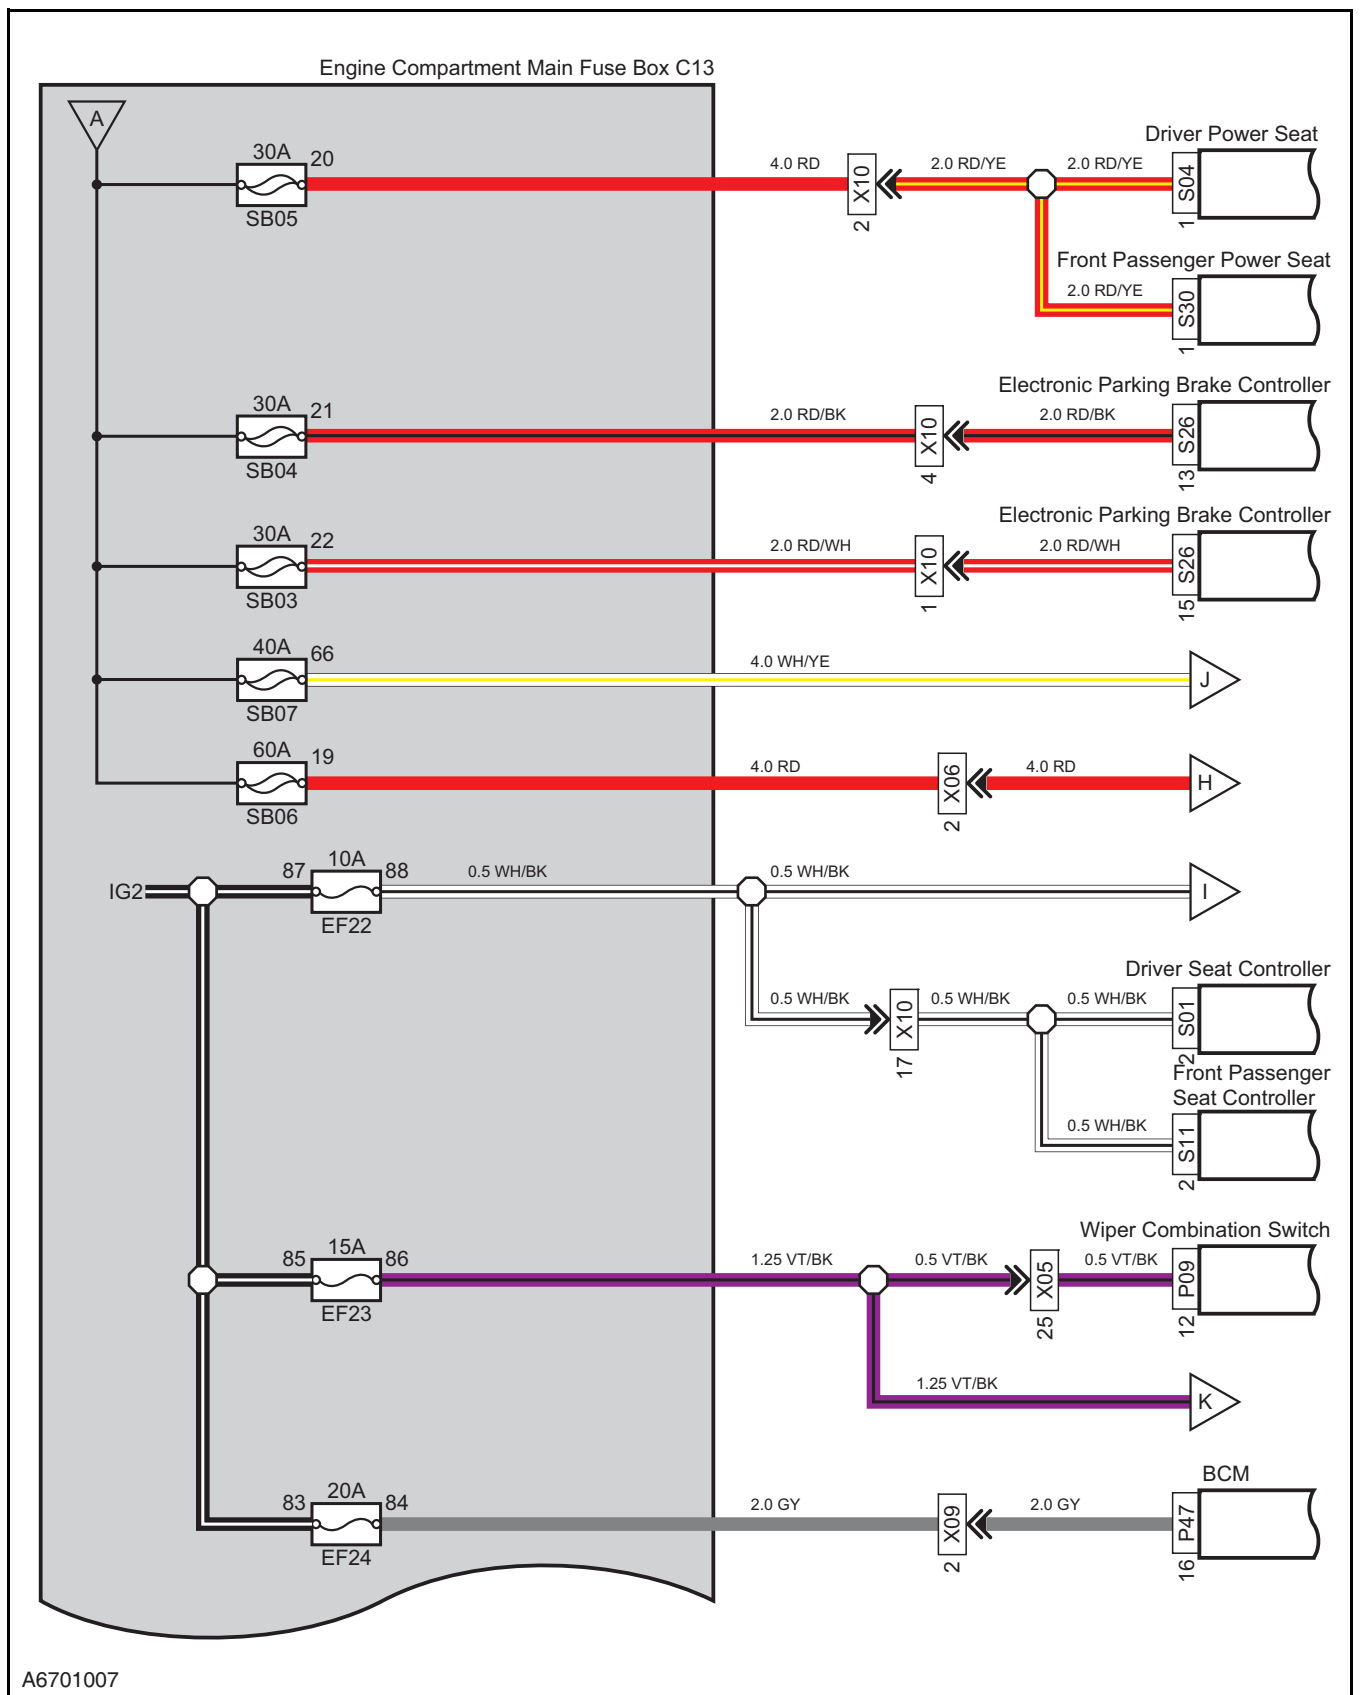 Engine Compartment Main Fuse Box C13
A
30A
20
SB05
4.0 RD
X10
2
2.0 RD/YE
2.0 RD/YE
Driver Power Seat
S04
1
Front Passenger Power Seat
2.0 RD/YE
S30
1
30A
21
SB04
2.0 RD/BK
X10
4
2.0 RD/BK
Electronic Parking Brake Controller
S26
13
30A
22
SB03
2.0 RD/WH
X10
1
2.0 RD/WH
Electronic Parking Brake Controller
S26
15
40A
66
SB07
4.0 WH/YE
J
60A
19
SB06
4.0 RD
X06
2
4.0 RD
H
IG2
87
10A
88
EF22
0.5 WH/BK
0.5 WH/BK
I
0.5 WH/BK
X10
17
0.5 WH/BK
0.5 WH/BK
Driver Seat Controller
S01
2
Front Passenger
Seat Controller
0.5 WH/BK
S11
2
85
15A
86
EF23
1.25 VT/BK
0.5 VT/BK
X05
25
0.5 VT/BK
Wiper Combination Switch
P09
12
1.25 VT/BK
K
83
20A
84
EF24
2.0 GY
X09
2
2.0 GY
BCM
P47
16
A6701007